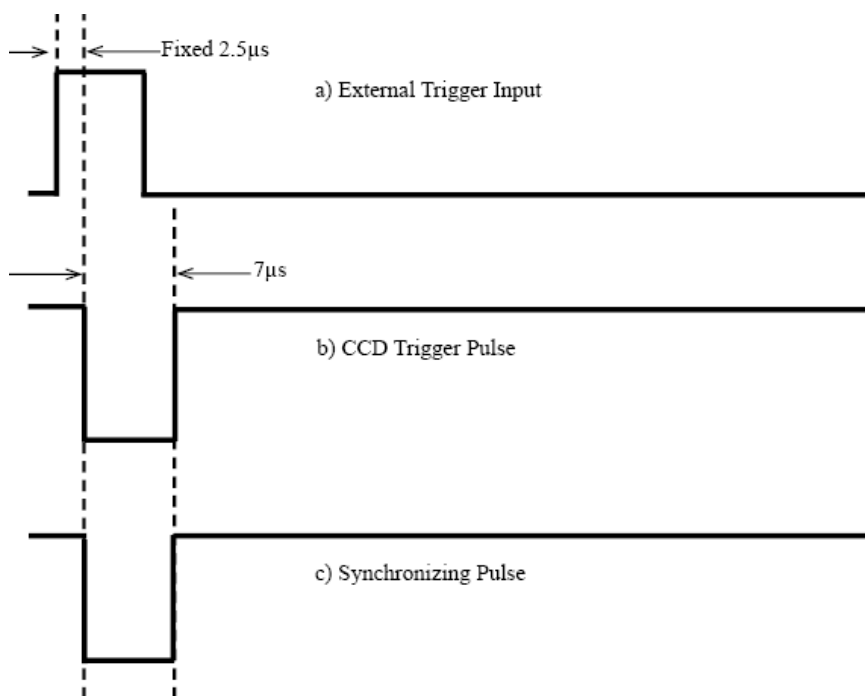 Fixed 2.5µs
a) External Trigger Input
7µs
b) CCD Trigger Pulse
c) Synchronizing Pulse